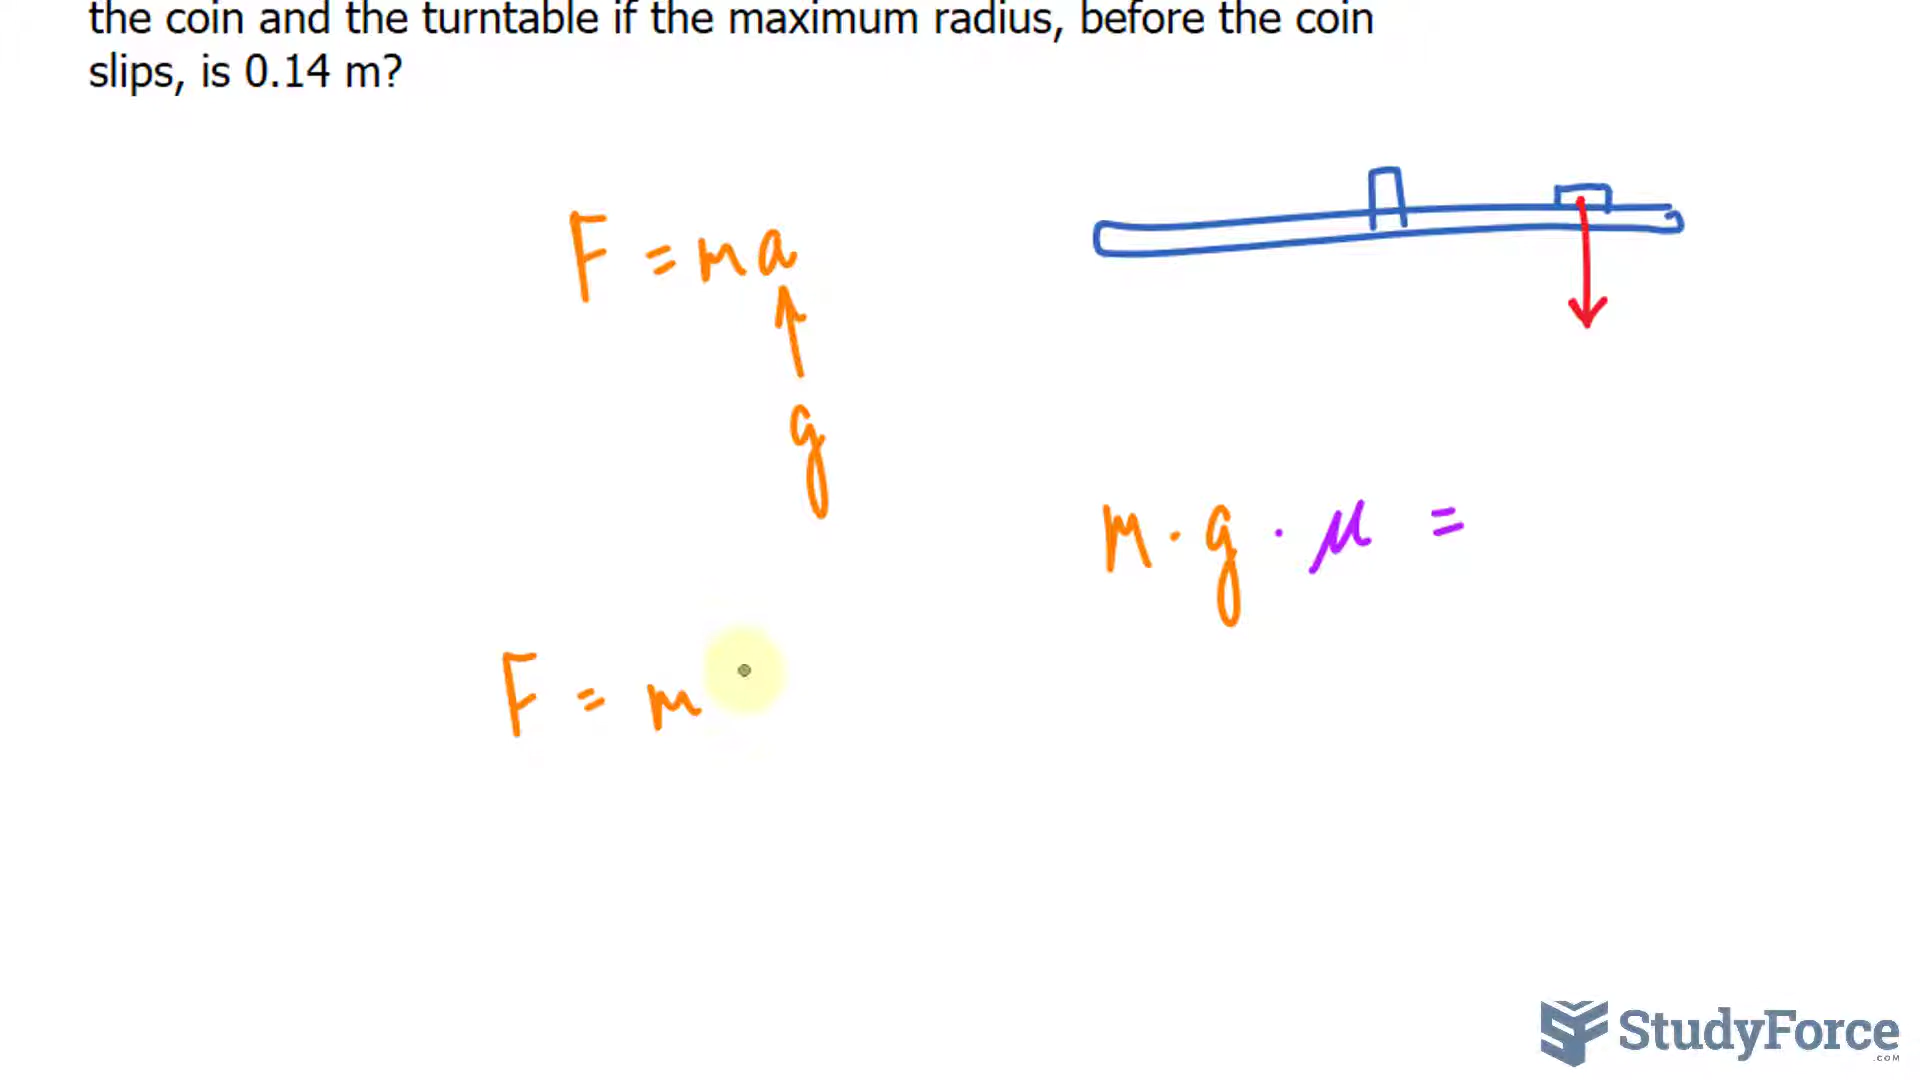 the coin and the turntable if the maximum radius, before the coin
slips, is 0.14 m?
F = ma
g
m · g · μ =
F = m
StudyForce
.COM